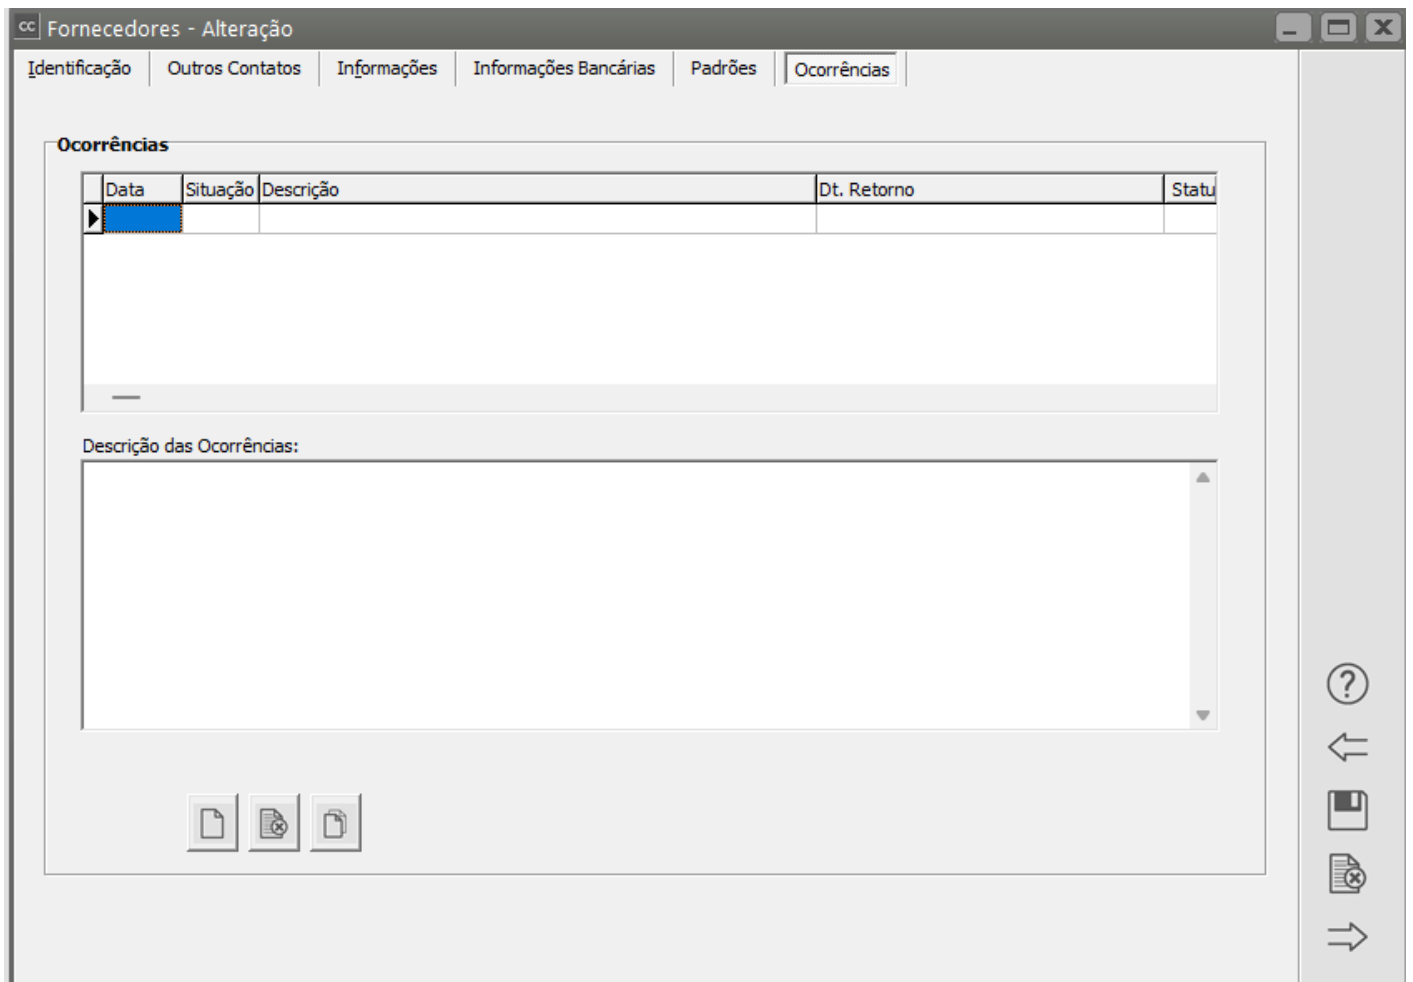 cc Fornecedores - Alteração
Identificação Outros Contatos Informações Informações Bancárias Padrões Ocorrências
Ocorrências
Data Situação Descrição Dt. Retorno Statu
Descrição das Ocorrências:
?